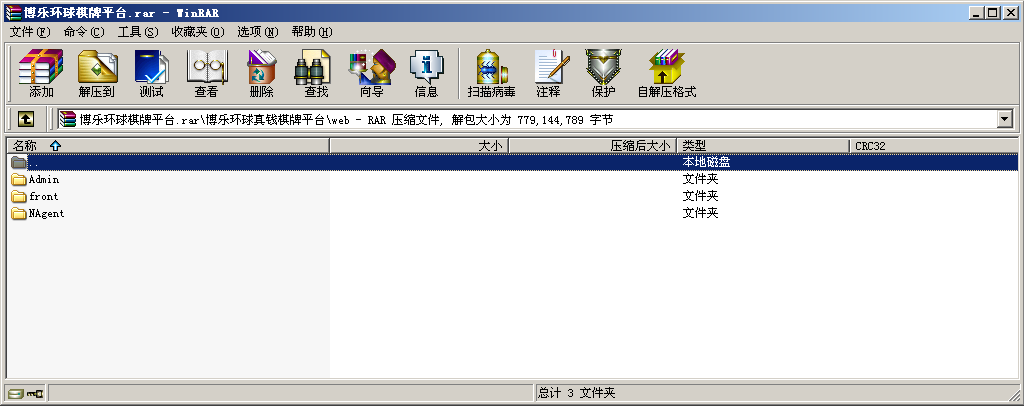 博乐环球棋牌平台.rar - WinRAR
文件(F) 命令(C) 工具(S) 收藏夹(O) 选项(N) 帮助(H)
添加 解压到 测试 查看 删除 查找 向导 信息 扫描病毒 注释 保护 自解压格式
博乐环球棋牌平台.rar\博乐环球真钱棋牌平台\web - RAR 压缩文件, 解包大小为 779,144,789 字节
名称 大小 压缩后大小 类型 CRC32
.. 本地磁盘
Admin 文件夹
front 文件夹
NAgent 文件夹
总计 3 文件夹